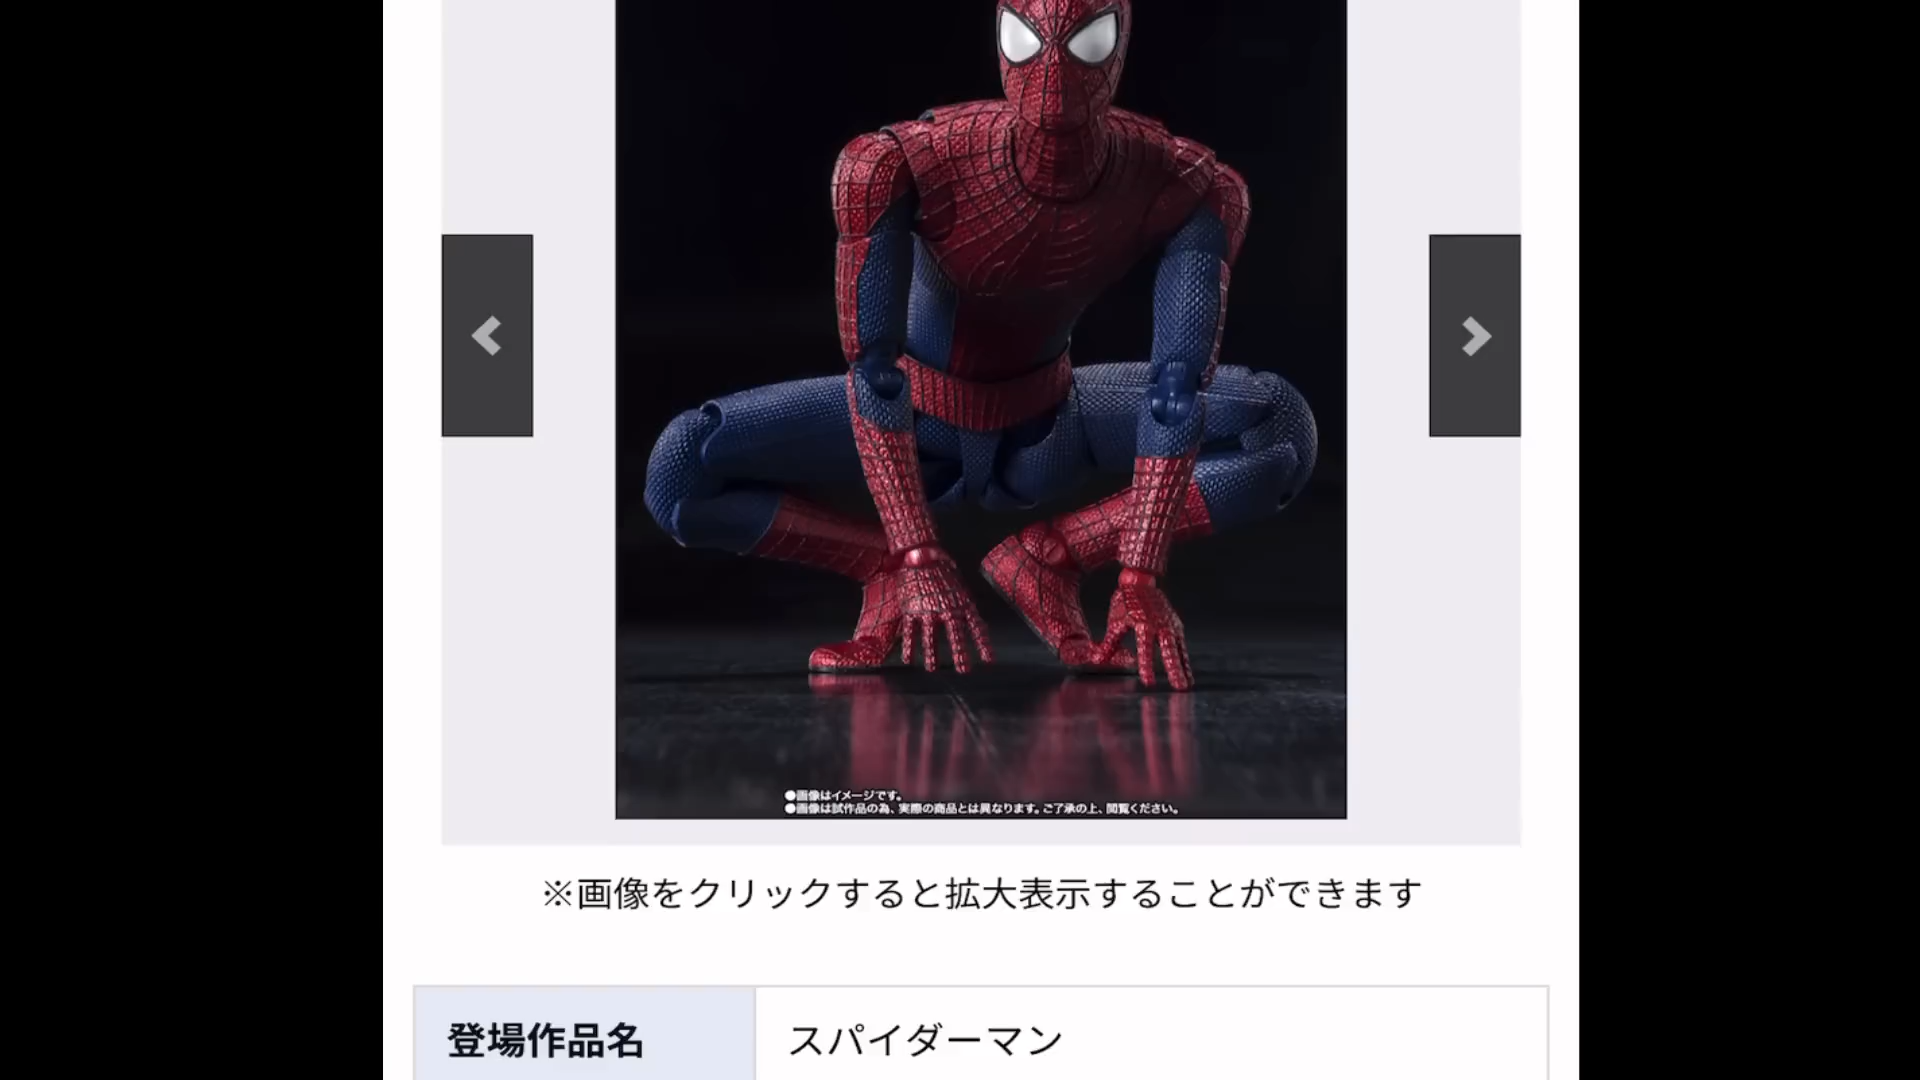 ●画像はイメージです。
●画像は試作品の為、実際の商品とは異なります。ご了承の上、閲覧ください。
※画像をクリックすると拡大表示することができます
登場作品名
スパイダーマン